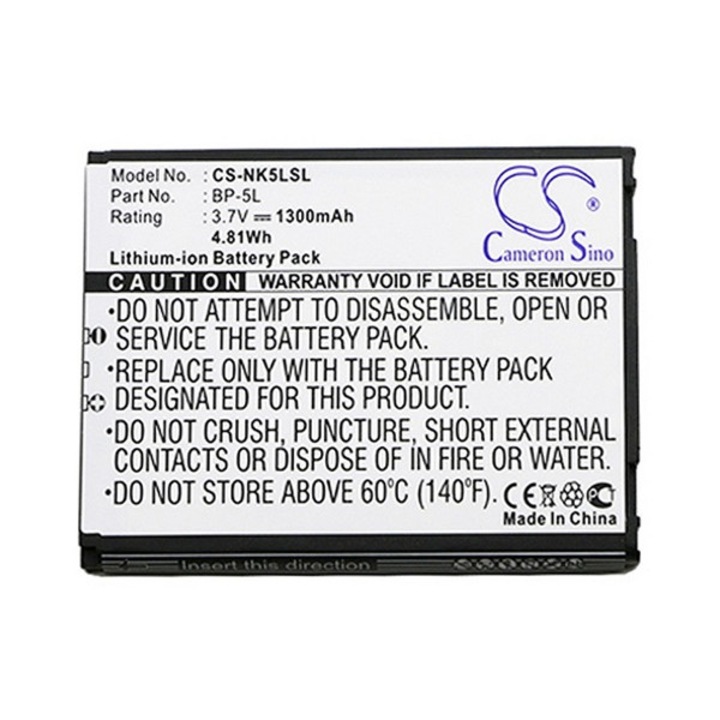 Model No. : CS-NK5LSL
Part No. : BP-5L
Rating : 3.7V ⎓ 1300mAh
4.81Wh
Lithium-ion Battery Pack
CS ®
Cameron Sino
CAUTION WARRANTY VOID IF LABEL IS REMOVED
•DO NOT ATTEMPT TO DISASSEMBLE, OPEN OR
SERVICE THE BATTERY PACK.
•REPLACE ONLY WITH THE BATTERY PACK
DESIGNATED FOR THIS PRODUCT.
•DO NOT CRUSH, PUNCTURE, SHORT EXTERNAL
CONTACTS OR DISPOSE OF IN FIRE OR WATER.
•DO NOT STORE ABOVE 60°C (140°F).
CE PCT
Made In China
Insert this direction